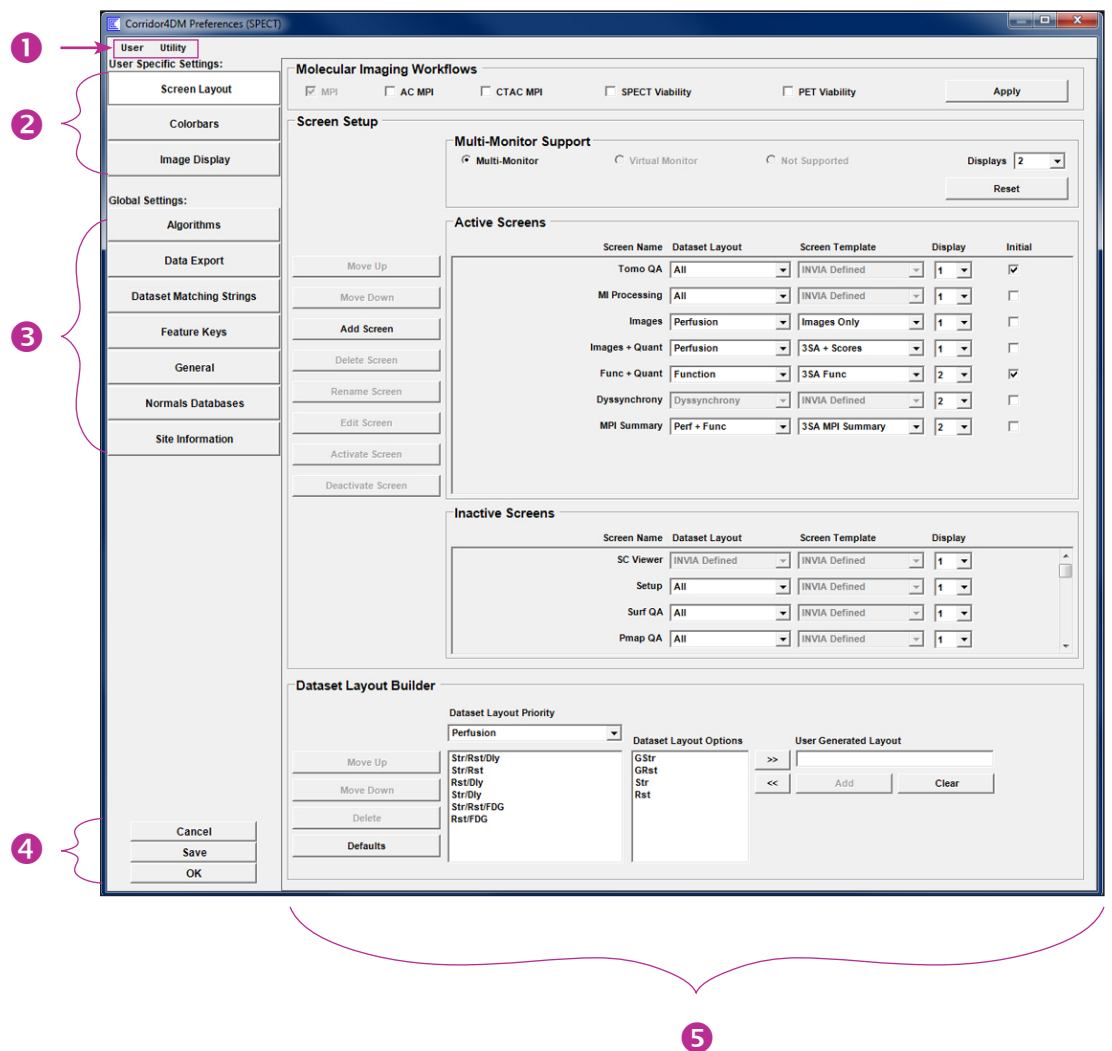 Corridor4DM Preferences (SPECT)
1
User Utility
User Specific Settings:
2
Screen Layout
Colorbars
Image Display
Global Settings:
3
Algorithms
Data Export
Dataset Matching Strings
Feature Keys
General
Normals Databases
Site Information
4
Cancel
Save
OK
Molecular Imaging Workflows
MPI AC MPI CTAC MPI SPECT Viability PET Viability Apply
Screen Setup
Multi-Monitor Support
Multi-Monitor Virtual Monitor Not Supported Displays 2
Reset
Move Up
Move Down
Add Screen
Delete Screen
Rename Screen
Edit Screen
Activate Screen
Deactivate Screen
Active Screens
Screen Name Dataset Layout Screen Template Display Initial
Tomo QA All INVIA Defined 1
MI Processing All INVIA Defined 1
Images Perfusion Images Only 1
Images + Quant Perfusion 3SA + Scores 1
Func + Quant Function 3SA Func 2
Dyssynchrony Dyssynchrony INVIA Defined 2
MPI Summary Perf + Func 3SA MPI Summary 2
Inactive Screens
Screen Name Dataset Layout Screen Template Display
SC Viewer INVIA Defined INVIA Defined 1
Setup All INVIA Defined 1
Surf QA All INVIA Defined 1
Pmap QA All INVIA Defined 1
Dataset Layout Builder
Move Up
Move Down
Delete
Defaults
Dataset Layout Priority
Perfusion
Str/Rst/Dly
Str/Rst
Rst/Dly
Str/Dly
Str/Rst/FDG
Rst/FDG
Dataset Layout Options
GStr
GRst
Str
Rst
>>
<<
User Generated Layout
Add Clear
5